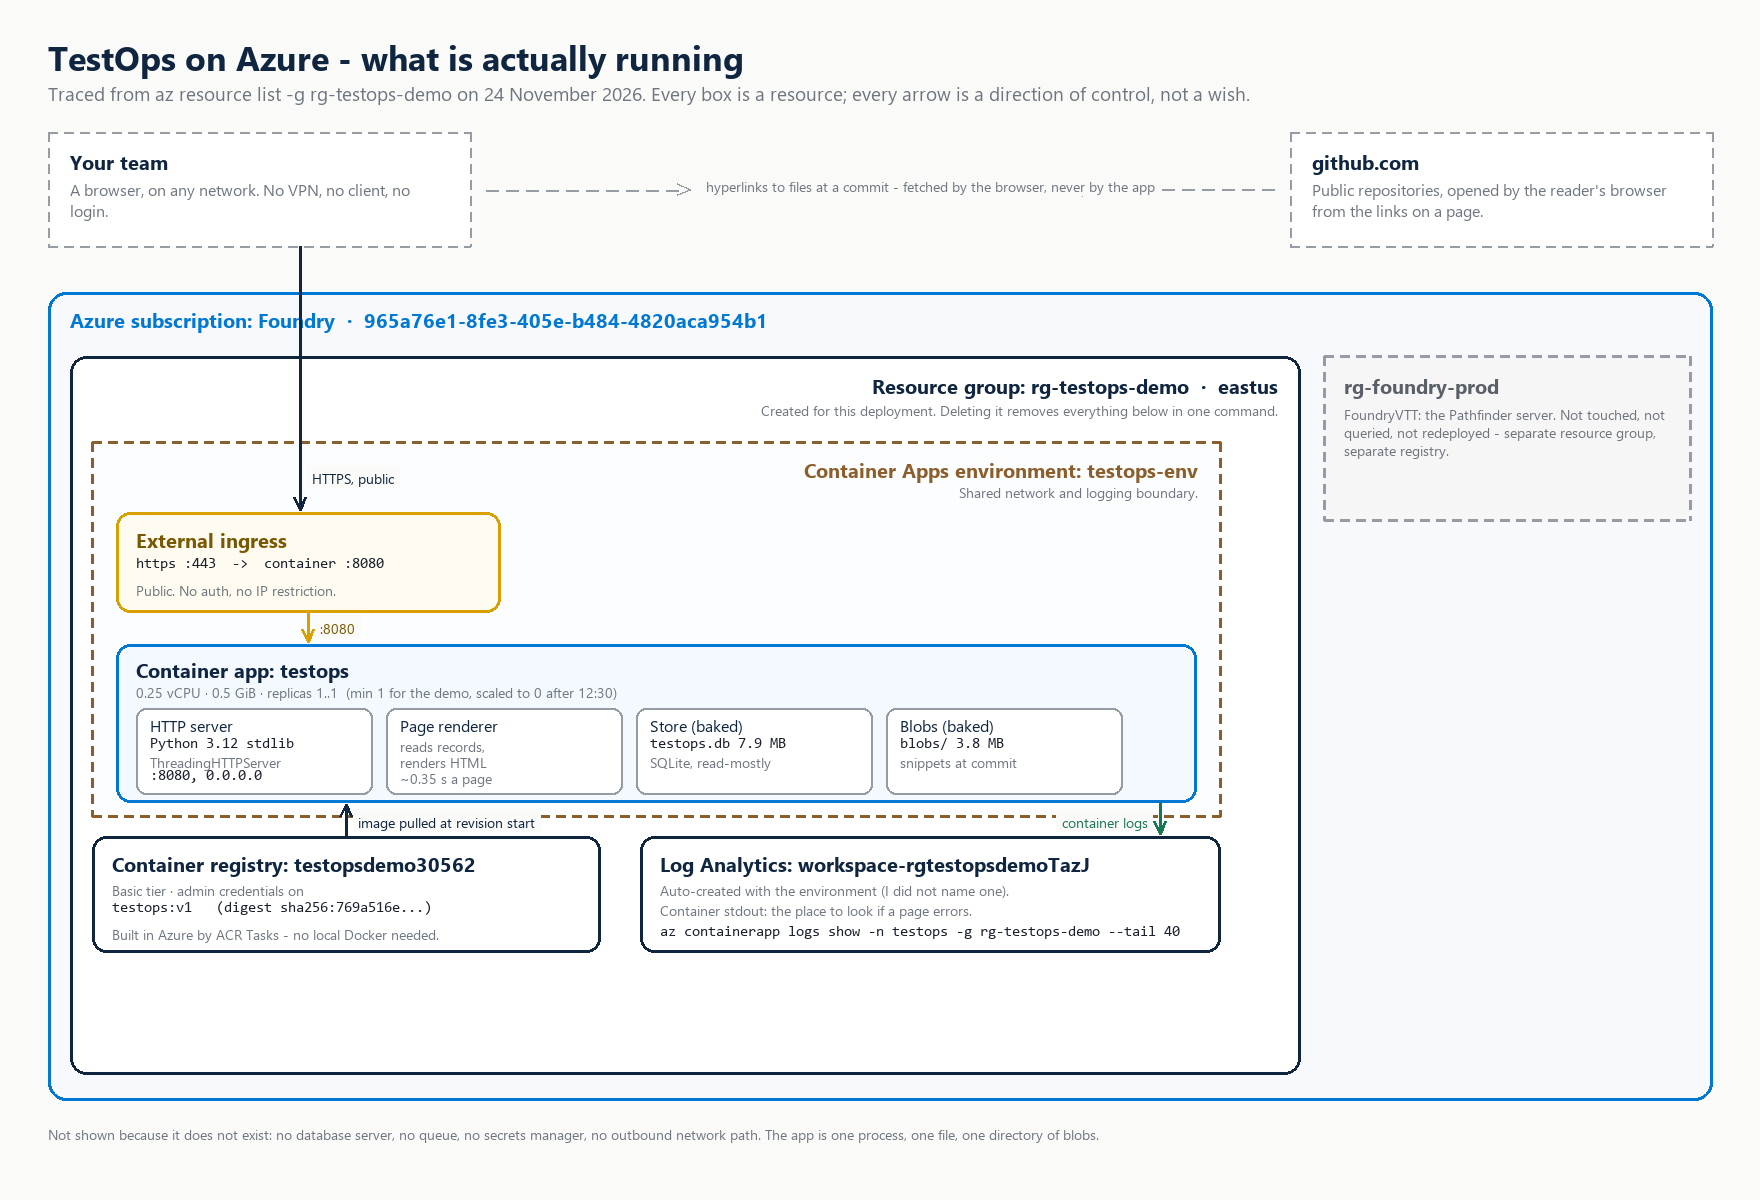 TestOps on Azure - what is actually running
Traced from az resource list -g rg-testops-demo on 24 November 2026. Every box is a resource; every arrow is a direction of control, not a wish.
Your team
A browser, on any network. No VPN, no client, no
login.
hyperlinks to files at a commit - fetched by the browser, never by the app
github.com
Public repositories, opened by the reader's browser
from the links on a page.
Azure subscription: Foundry · 965a76e1-8fe3-405e-b484-4820aca954b1
Resource group: rg-testops-demo · eastus
Created for this deployment. Deleting it removes everything below in one command.
rg-foundry-prod
FoundryVTT: the Pathfinder server. Not touched, not
queried, not redeployed - separate resource group,
separate registry.
Container Apps environment: testops-env
Shared network and logging boundary.
HTTPS, public
External ingress
https :443  ->  container :8080
Public. No auth, no IP restriction.
:8080
Container app: testops
0.25 vCPU · 0.5 GiB · replicas 1..1  (min 1 for the demo, scaled to 0 after 12:30)
HTTP server
Python 3.12 stdlib
ThreadingHTTPServer
:8080, 0.0.0.0
Page renderer
reads records,
renders HTML
~0.35 s a page
Store (baked)
testops.db 7.9 MB
SQLite, read-mostly
Blobs (baked)
blobs/ 3.8 MB
snippets at commit
image pulled at revision start
container logs
Container registry: testopsdemo30562
Basic tier · admin credentials on
testops:v1   (digest sha256:769a516e...)
Built in Azure by ACR Tasks - no local Docker needed.
Log Analytics: workspace-rgtestopsdemoTazJ
Auto-created with the environment (I did not name one).
Container stdout: the place to look if a page errors.
az containerapp logs show -n testops -g rg-testops-demo --tail 40
Not shown because it does not exist: no database server, no queue, no secrets manager, no outbound network path. The app is one process, one file, one directory of blobs.